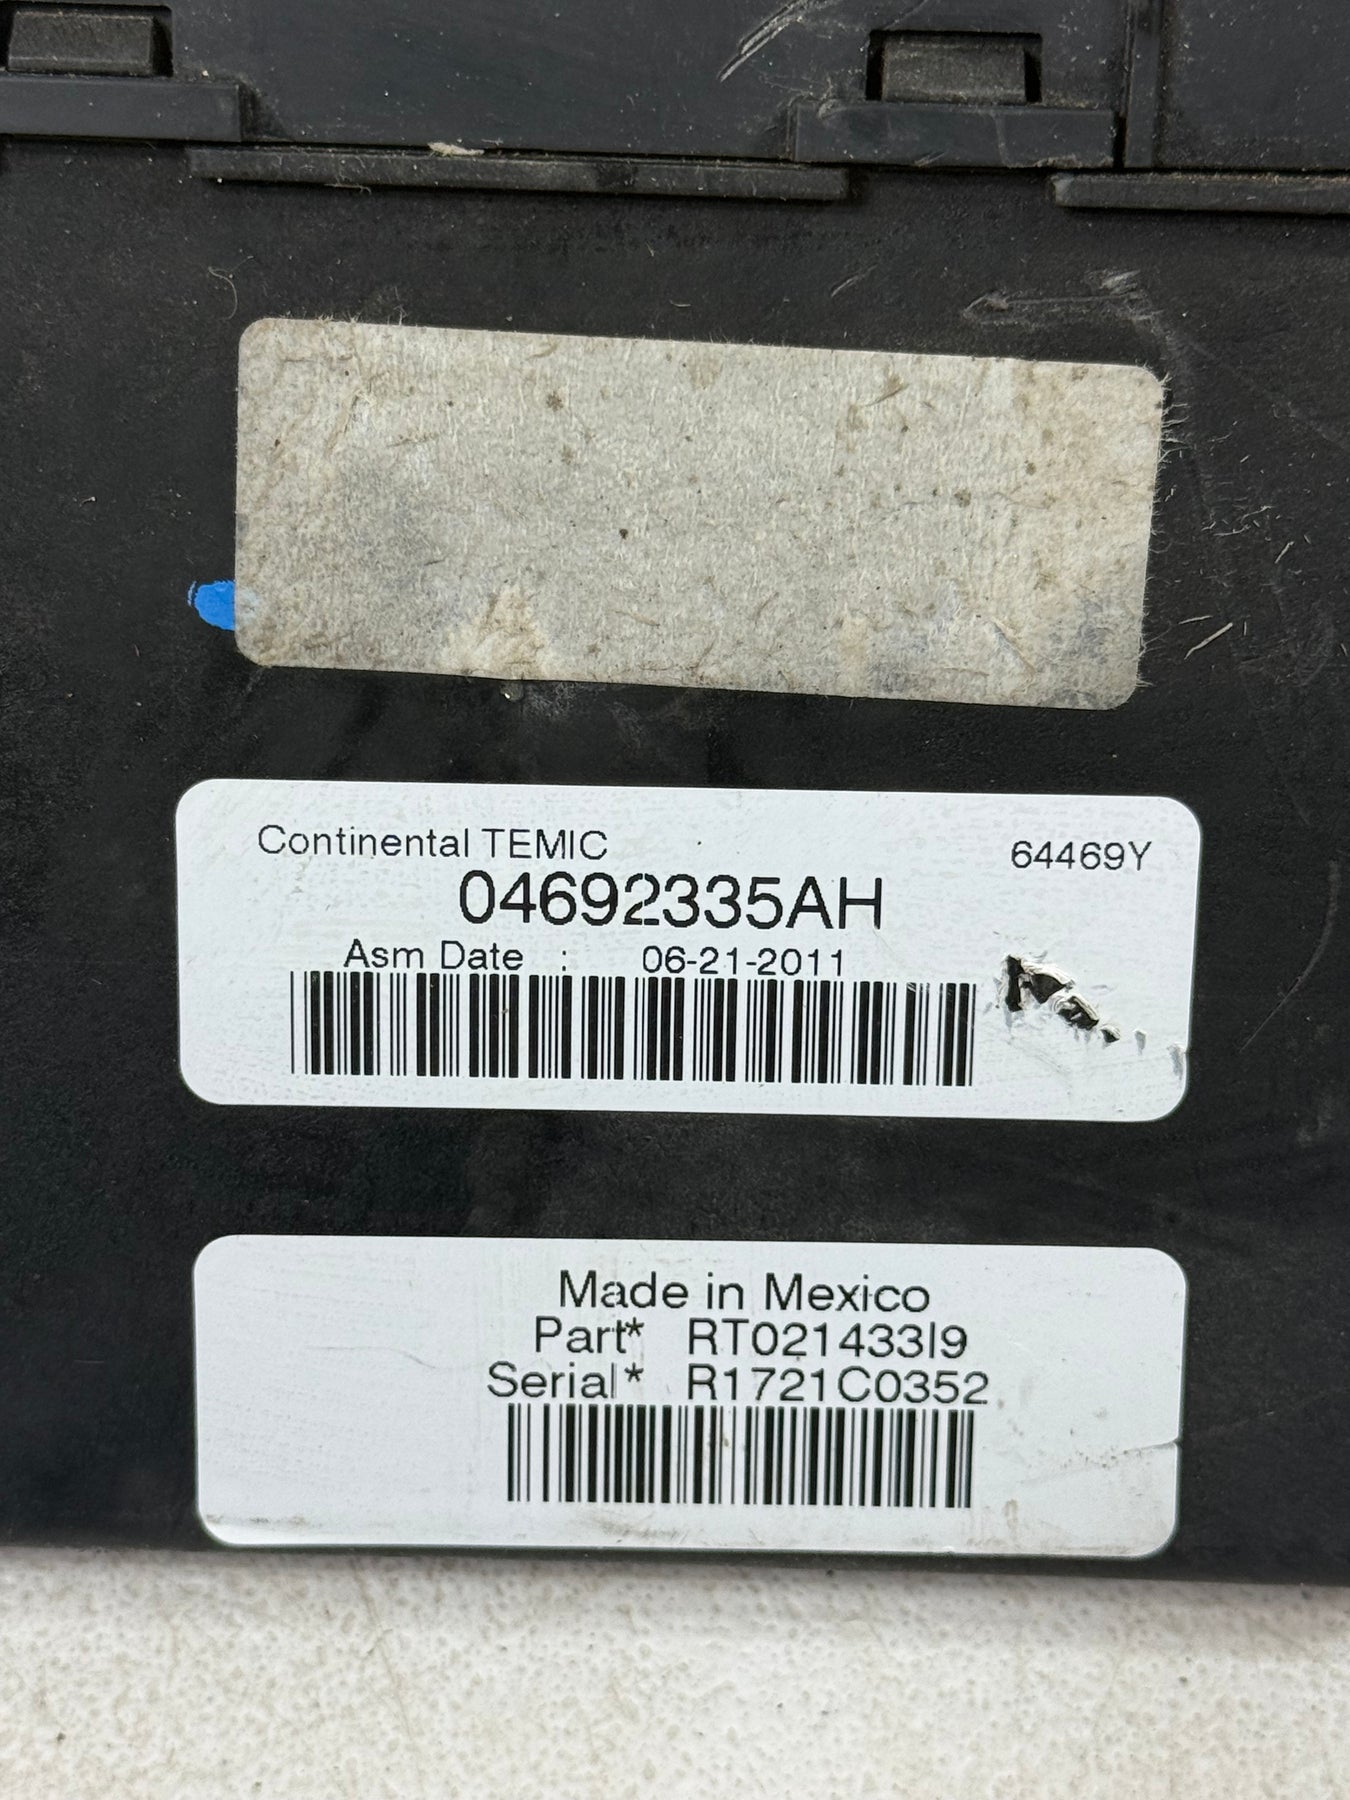 Continental TEMIC 64469Y
04692335AH
Asm Date : 06-21-2011
Made in Mexico
Part* RT021433I9
Serial* R1721C0352